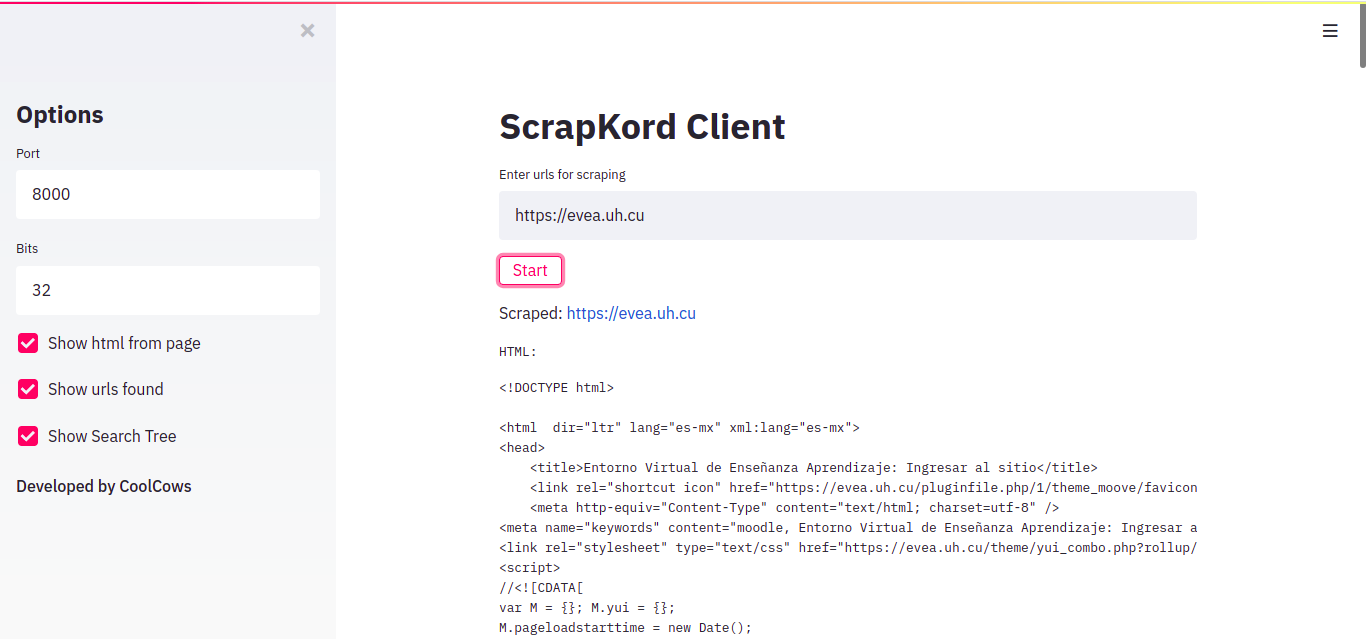 Options
Port
8000
Bits
32
Show html from page
Show urls found
Show Search Tree
Developed by CoolCows
ScrapKord Client
Enter urls for scraping
https://evea.uh.cu
Start
Scraped: https://evea.uh.cu
HTML:
<!DOCTYPE html>
<html  dir="ltr" lang="es-mx" xml:lang="es-mx">
<head>
    <title>Entorno Virtual de Enseñanza Aprendizaje: Ingresar al sitio</title>
    <link rel="shortcut icon" href="https://evea.uh.cu/pluginfile.php/1/theme_moove/favicon
    <meta http-equiv="Content-Type" content="text/html; charset=utf-8" />
<meta name="keywords" content="moodle, Entorno Virtual de Enseñanza Aprendizaje: Ingresar a
<link rel="stylesheet" type="text/css" href="https://evea.uh.cu/theme/yui_combo.php?rollup/
<script>
//<![CDATA[
var M = {}; M.yui = {};
M.pageloadstarttime = new Date();